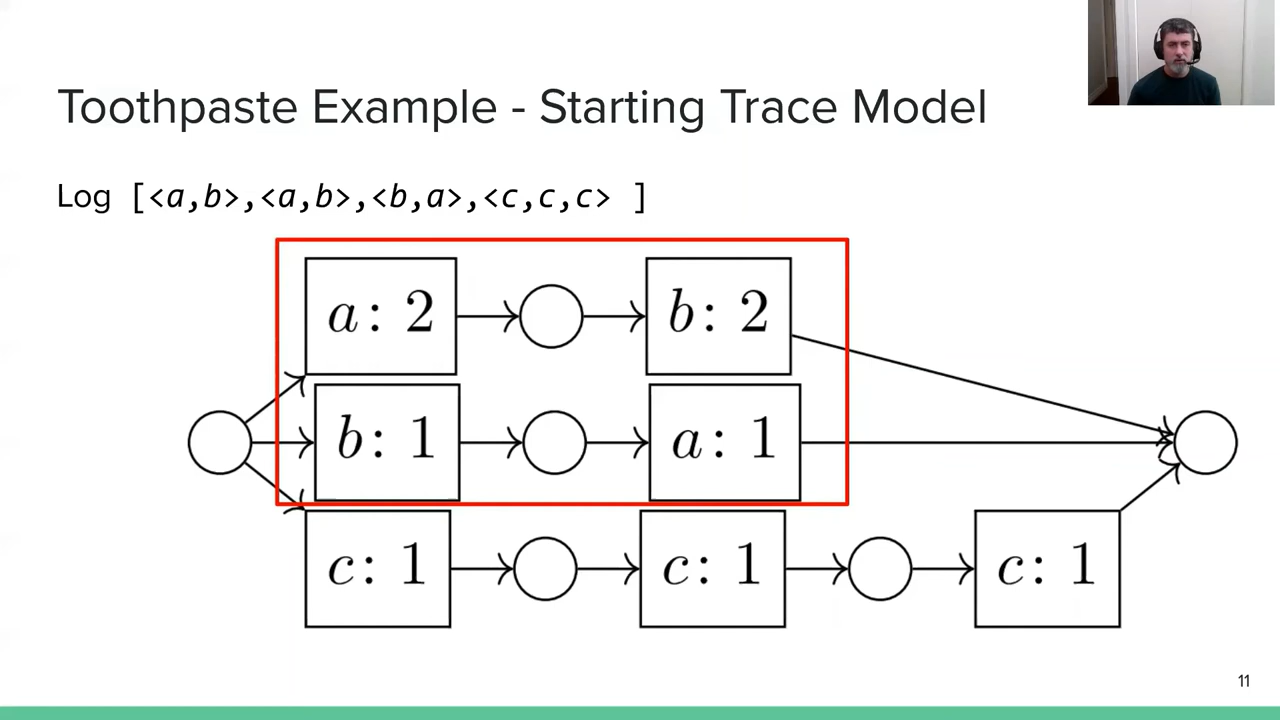 Toothpaste Example - Starting Trace Model
Log [<a,b>,<a,b>,<b,a>,<c,c,c> ]
a: 2 b: 2
b: 1 a: 1
c: 1 c: 1 c: 1
11